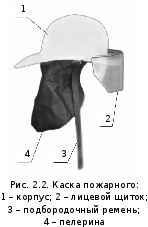 1
2
4
3
Рис. 2.2. Каска пожарного:
1 – корпус; 2 – лицевой щиток;
3 – подбородочный ремень;
4 – пелерина